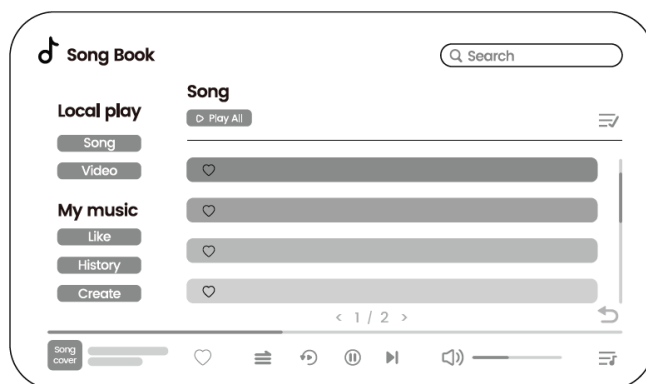 Song Book
Search
Local play
Song
Video
My music
Like
History
Create
Song
Play All
< 1 / 2 >
Song
cover